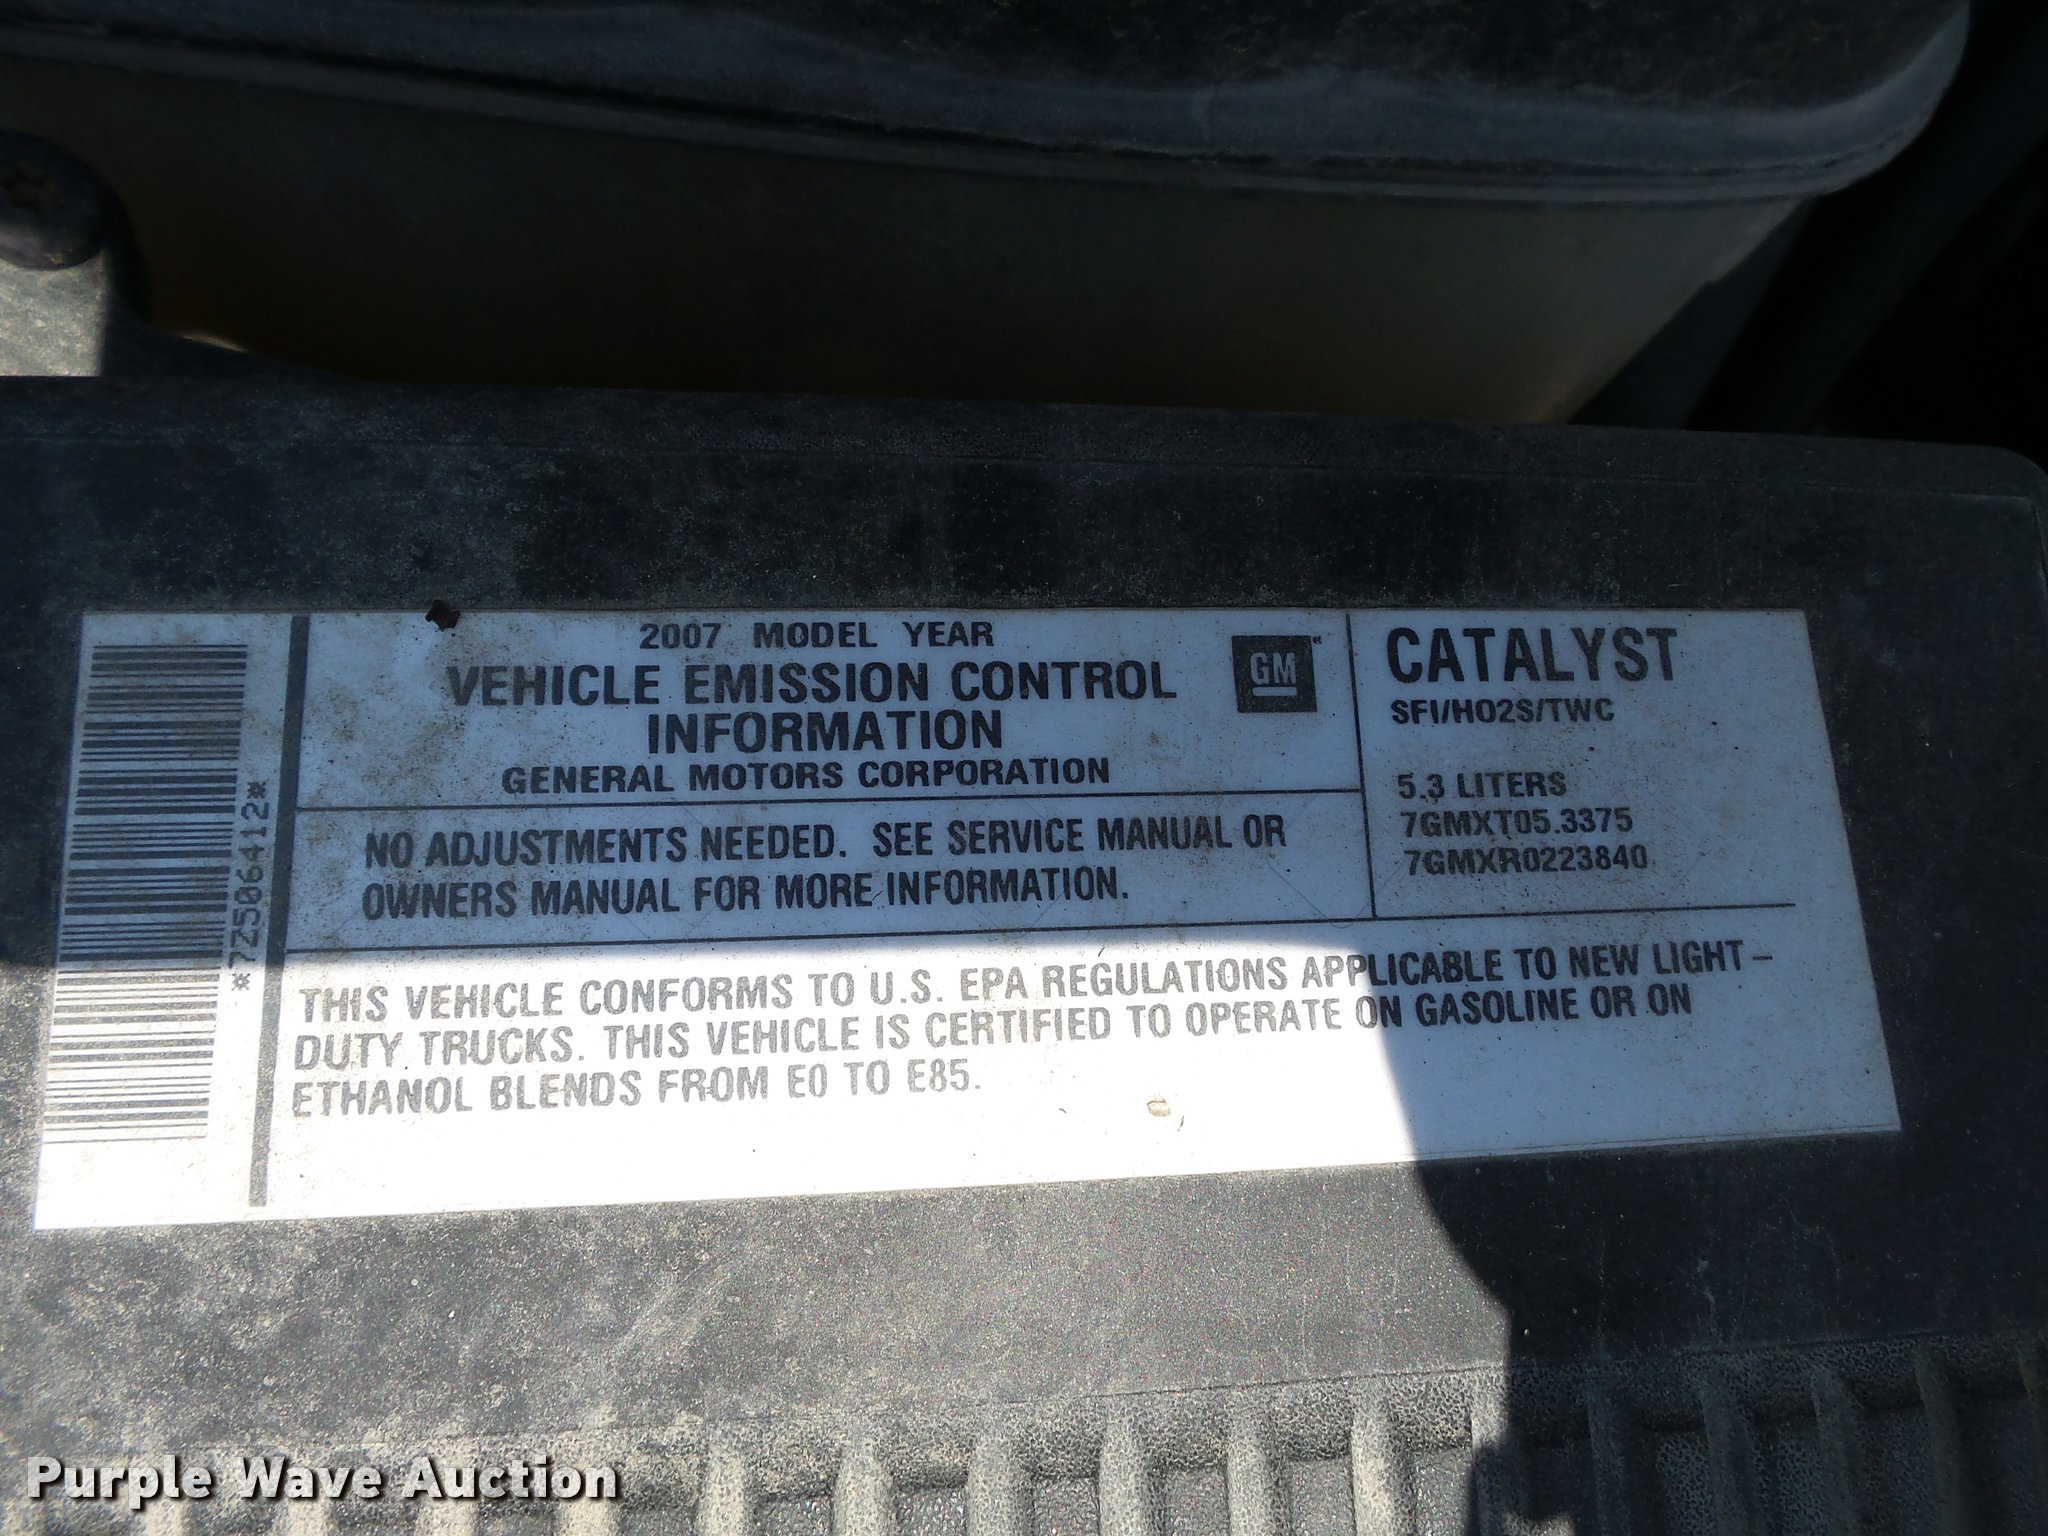 2007 MODEL YEAR
VEHICLE EMISSION CONTROL
INFORMATION
GENERAL MOTORS CORPORATION
GM
CATALYST
SFI/HO2S/TWC
5.3 LITERS
7GMXT05.3375
7GMXR0223840
NO ADJUSTMENTS NEEDED. SEE SERVICE MANUAL OR
OWNERS MANUAL FOR MORE INFORMATION.
THIS VEHICLE CONFORMS TO U.S. EPA REGULATIONS APPLICABLE TO NEW LIGHT-
DUTY TRUCKS. THIS VEHICLE IS CERTIFIED TO OPERATE ON GASOLINE OR ON
ETHANOL BLENDS FROM E0 TO E85.
*7Z506412*
Purple Wave Auction